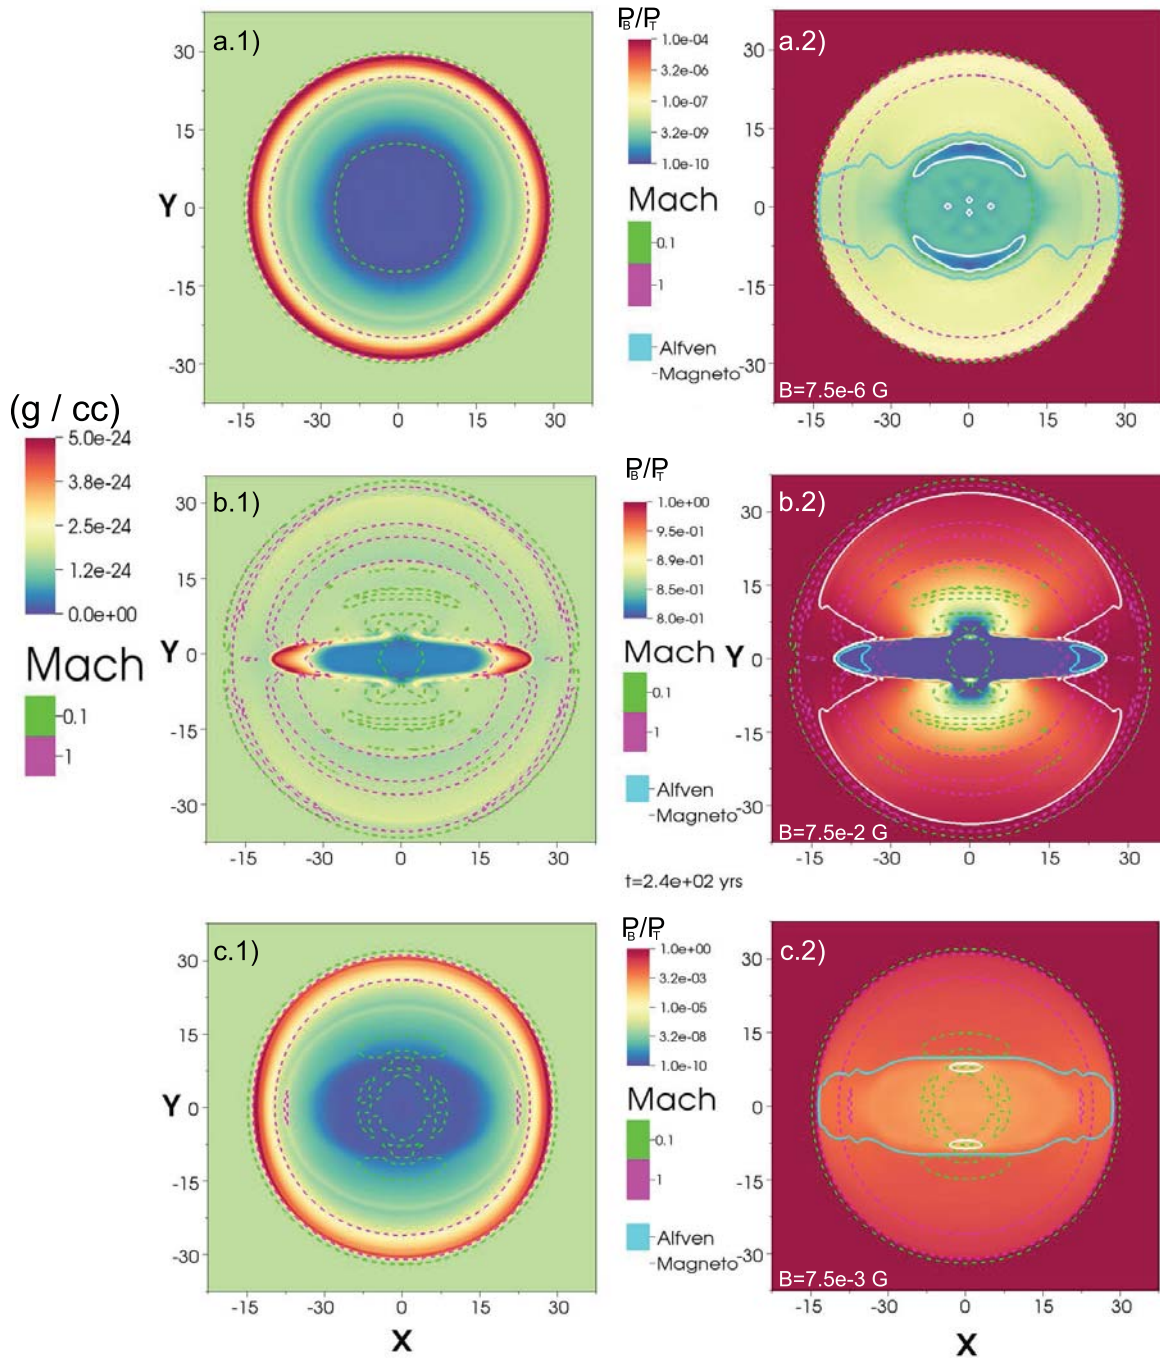 a.1)
30
15
Y 0
-15
-30
-15 -30 0 15 30
P_B/P_T
1.0e-04
3.2e-06
1.0e-07
3.2e-09
1.0e-10
Mach
0.1
1
Alfven
-Magneto
a.2)
30
15
0
-15
-30
B=7.5e-6 G
-15 -30 0 15 30
(g / cc)
5.0e-24
3.8e-24
2.5e-24
1.2e-24
0.0e+00
Mach
0.1
1
b.1)
30
15
Y 0
-15
-30
-15 -30 0 15 30
P_B/P_T
1.0e+00
9.5e-01
8.9e-01
8.5e-01
8.0e-01
Mach
0.1
1
Alfven
-Magneto
b.2)
30
15
Y 0
-15
-30
B=7.5e-2 G
-15 -30 0 15 30
t=2.4e+02 yrs
c.1)
30
15
Y 0
-15
-30
-15 -30 0 15 30
X
P_B/P_T
1.0e+00
3.2e-03
1.0e-05
3.2e-08
1.0e-10
Mach
0.1
1
Alfven
-Magneto
c.2)
30
15
0
-15
-30
B=7.5e-3 G
-15 -30 0 15 30
X